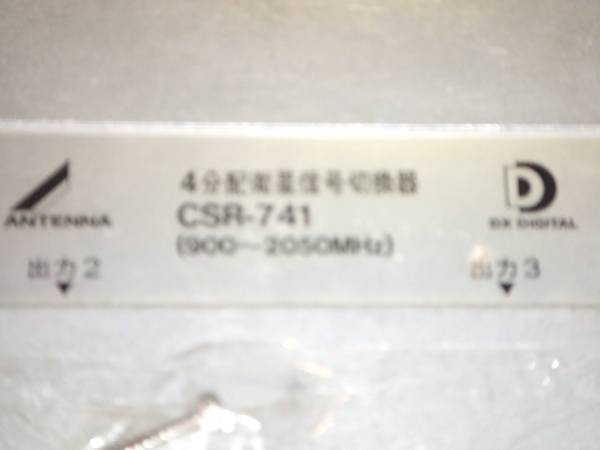 4分配衛星信号切換器
CSR-741
(900～2050MHz)
ANTENNA
DX DIGITAL
出力2
出力3